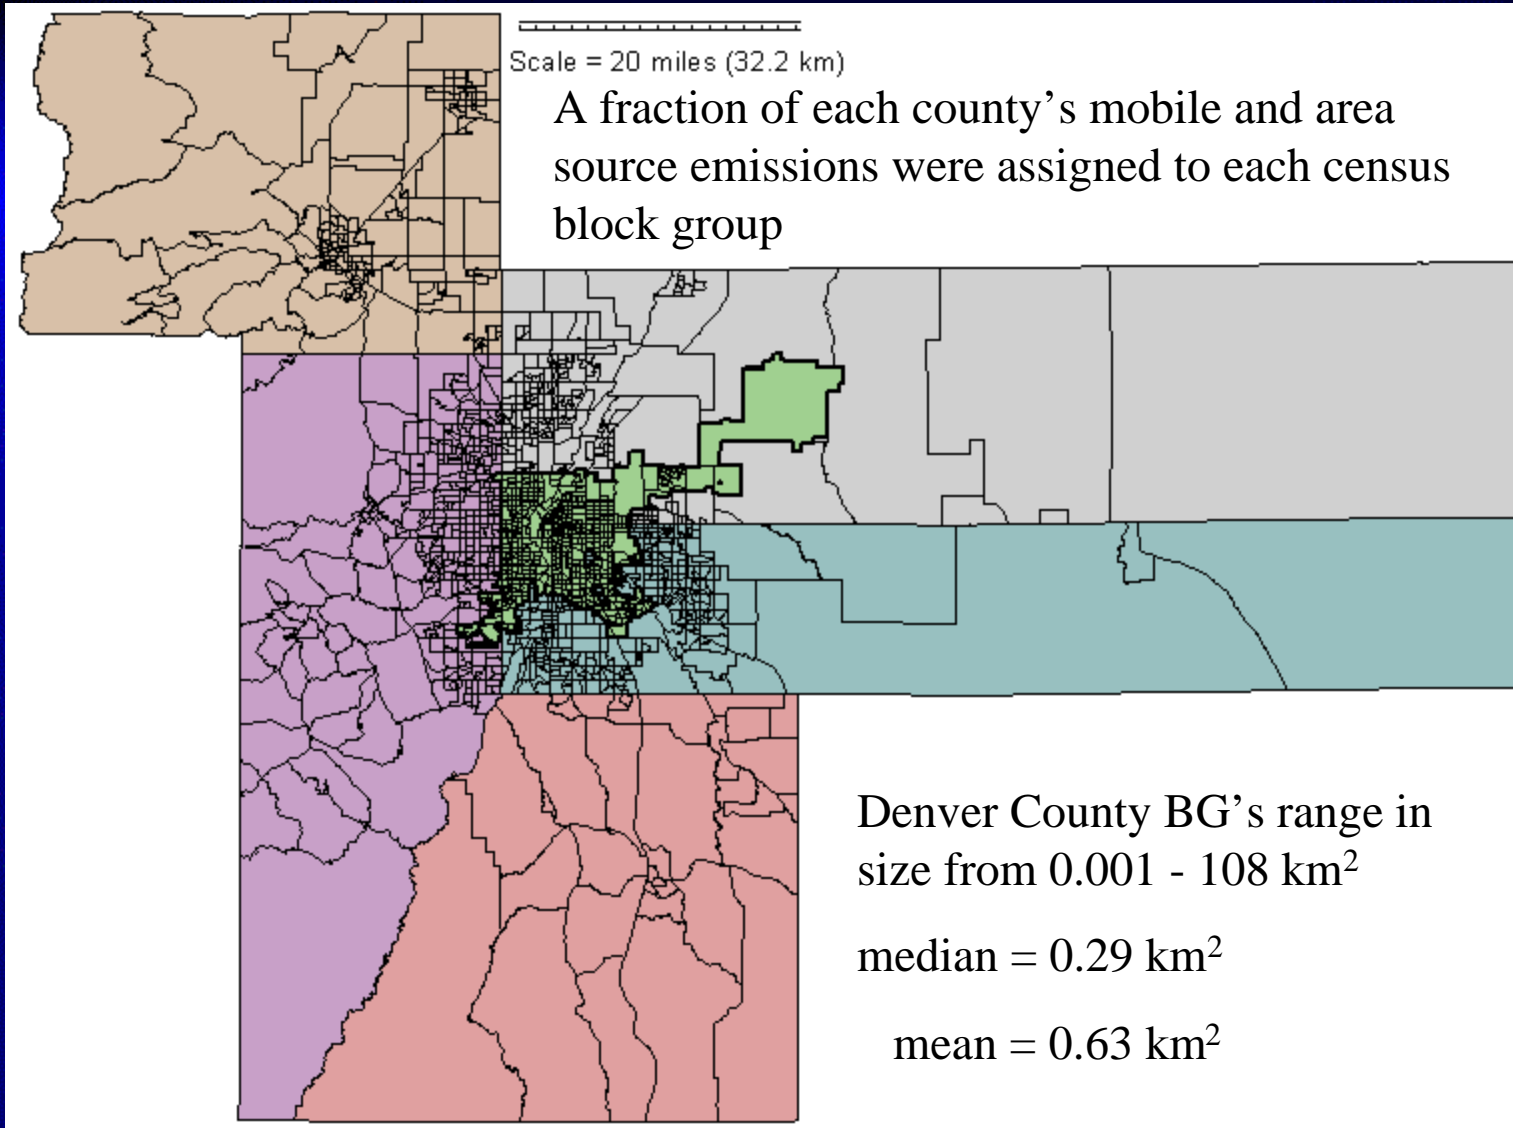 Scale = 20 miles (32.2 km)
A fraction of each county’s mobile and area
source emissions were assigned to each census
block group
Denver County BG’s range in
size from 0.001 - 108 km²
median = 0.29 km²
mean = 0.63 km²